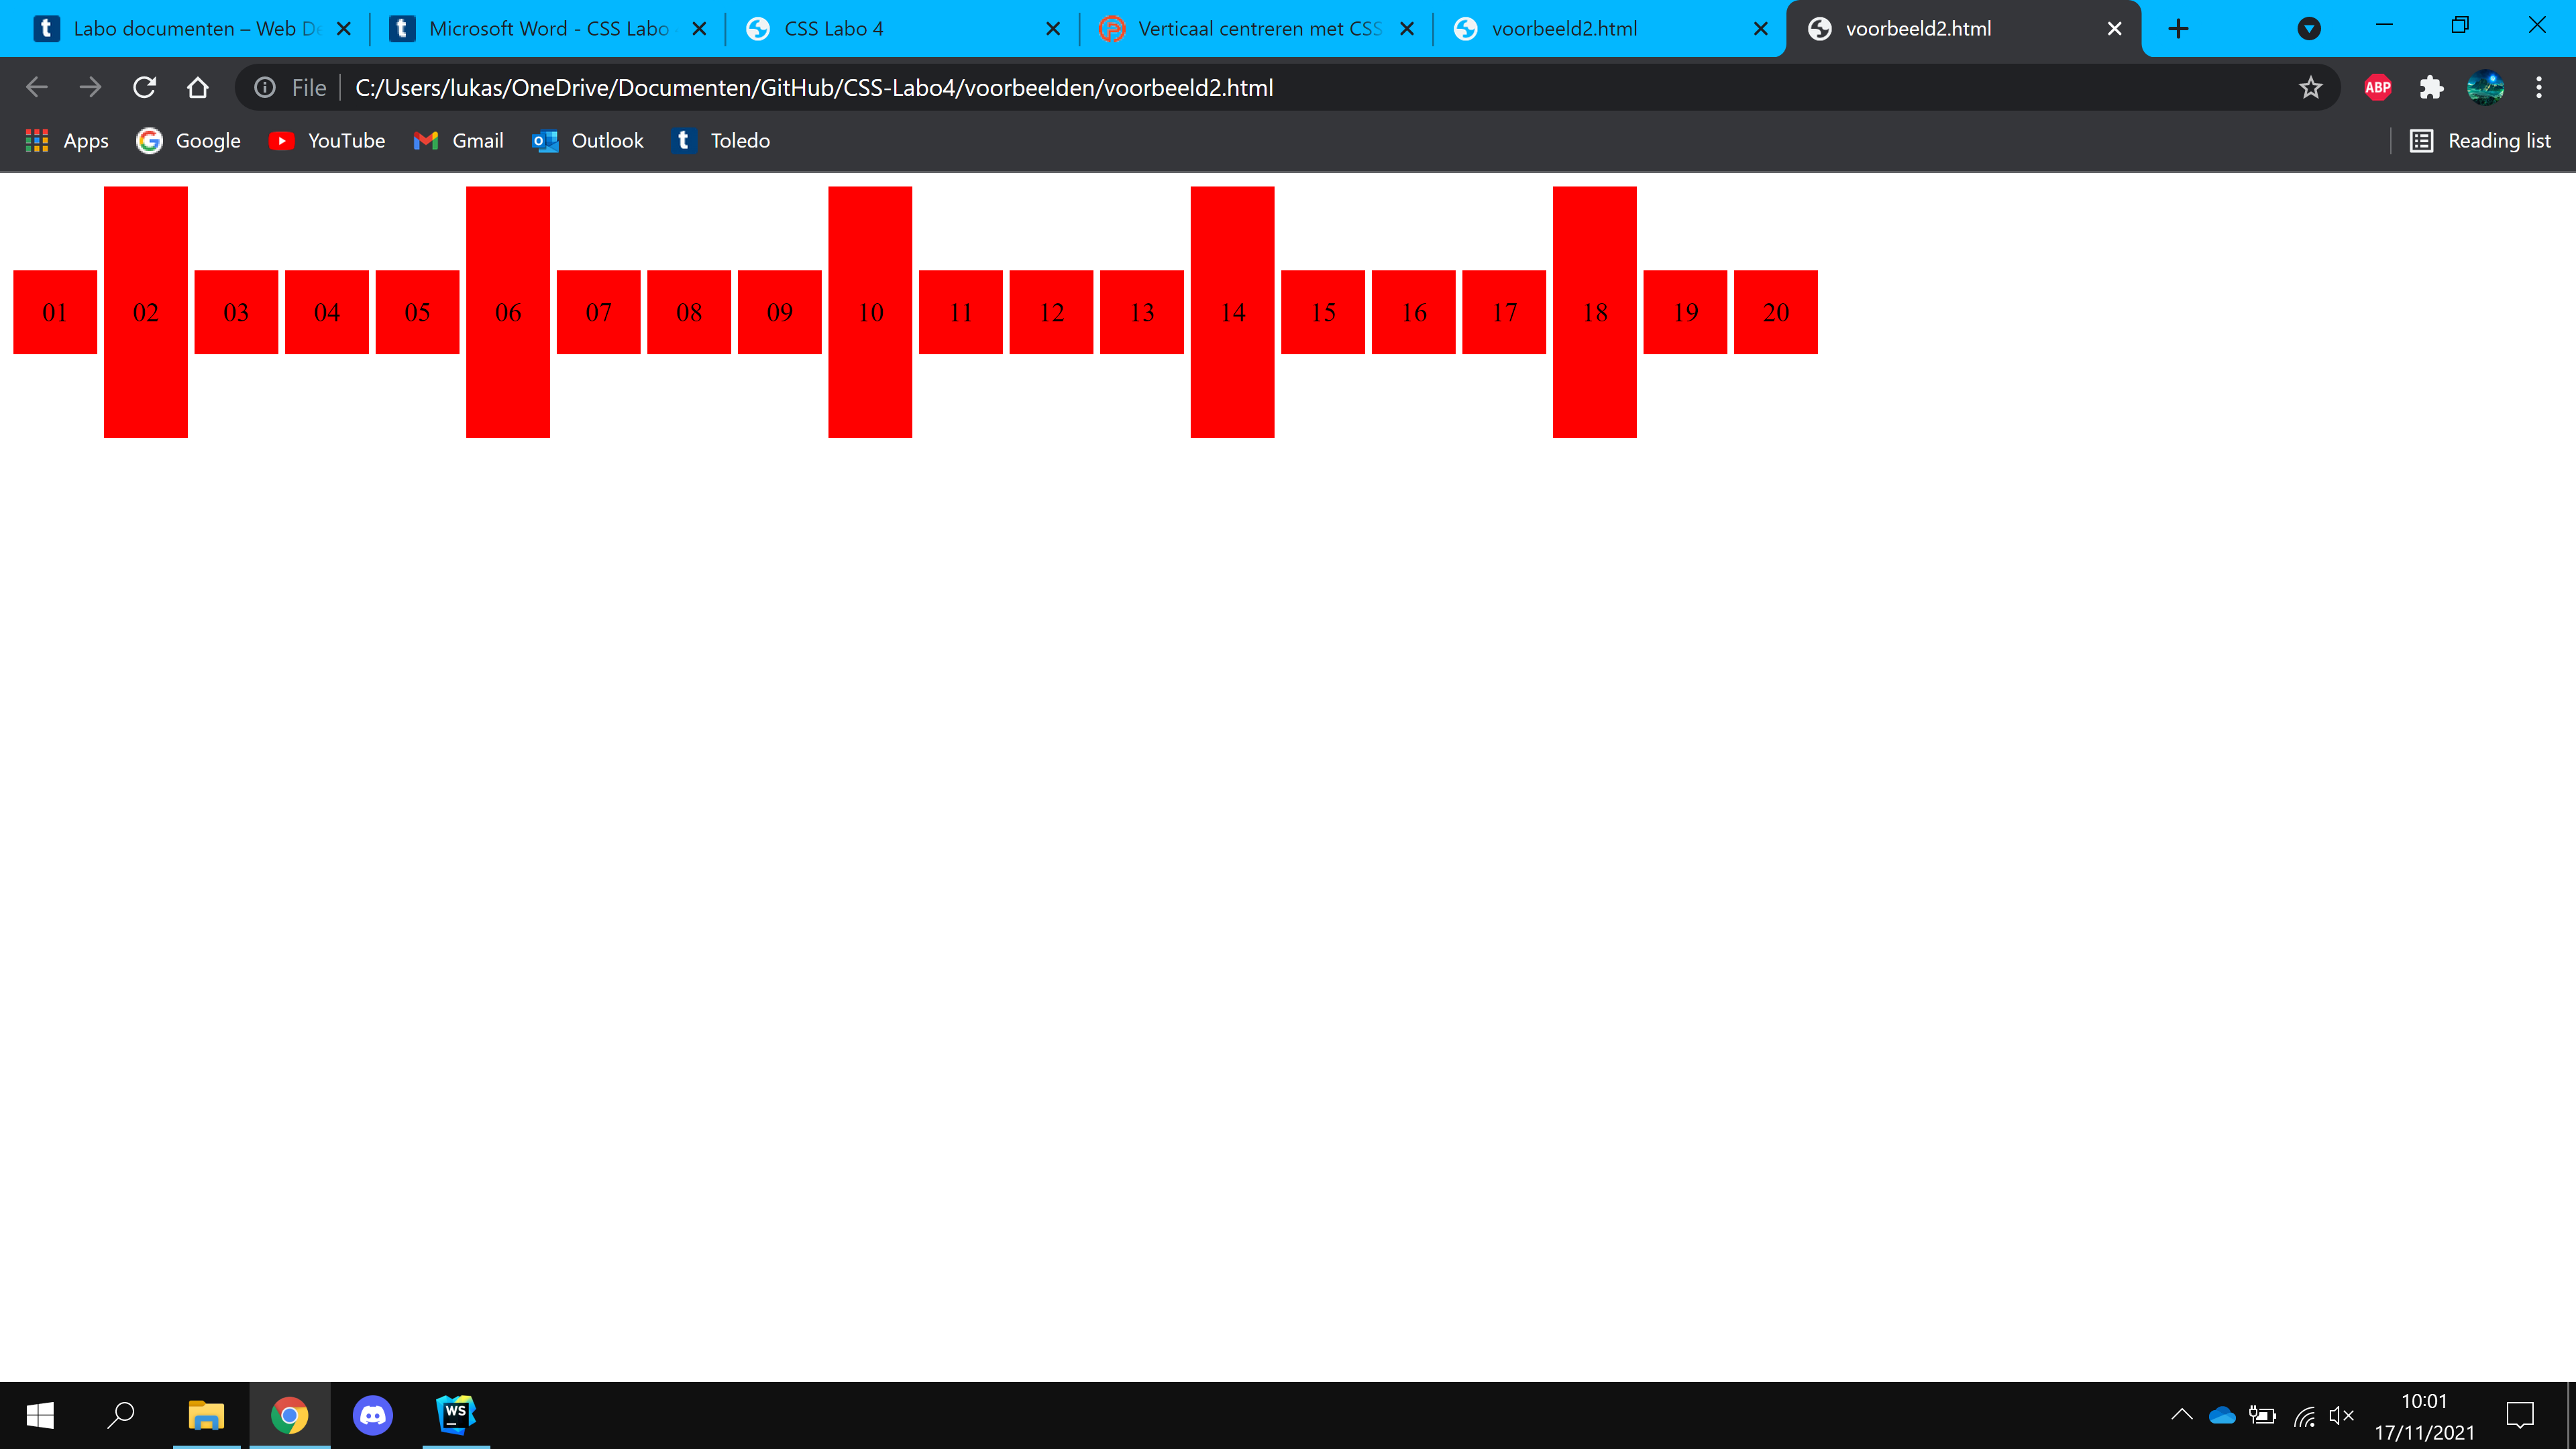 Labo documenten – Web De
Microsoft Word - CSS Labo
CSS Labo 4
Verticaal centreren met CSS
voorbeeld2.html
voorbeeld2.html
File
C:/Users/lukas/OneDrive/Documenten/GitHub/CSS-Labo4/voorbeelden/voorbeeld2.html
ABP
Apps
Google
YouTube
Gmail
Outlook
Toledo
Reading list
01 02 03 04 05 06 07 08 09 10 11 12 13 14 15 16 17 18 19 20
WS
10:01
17/11/2021